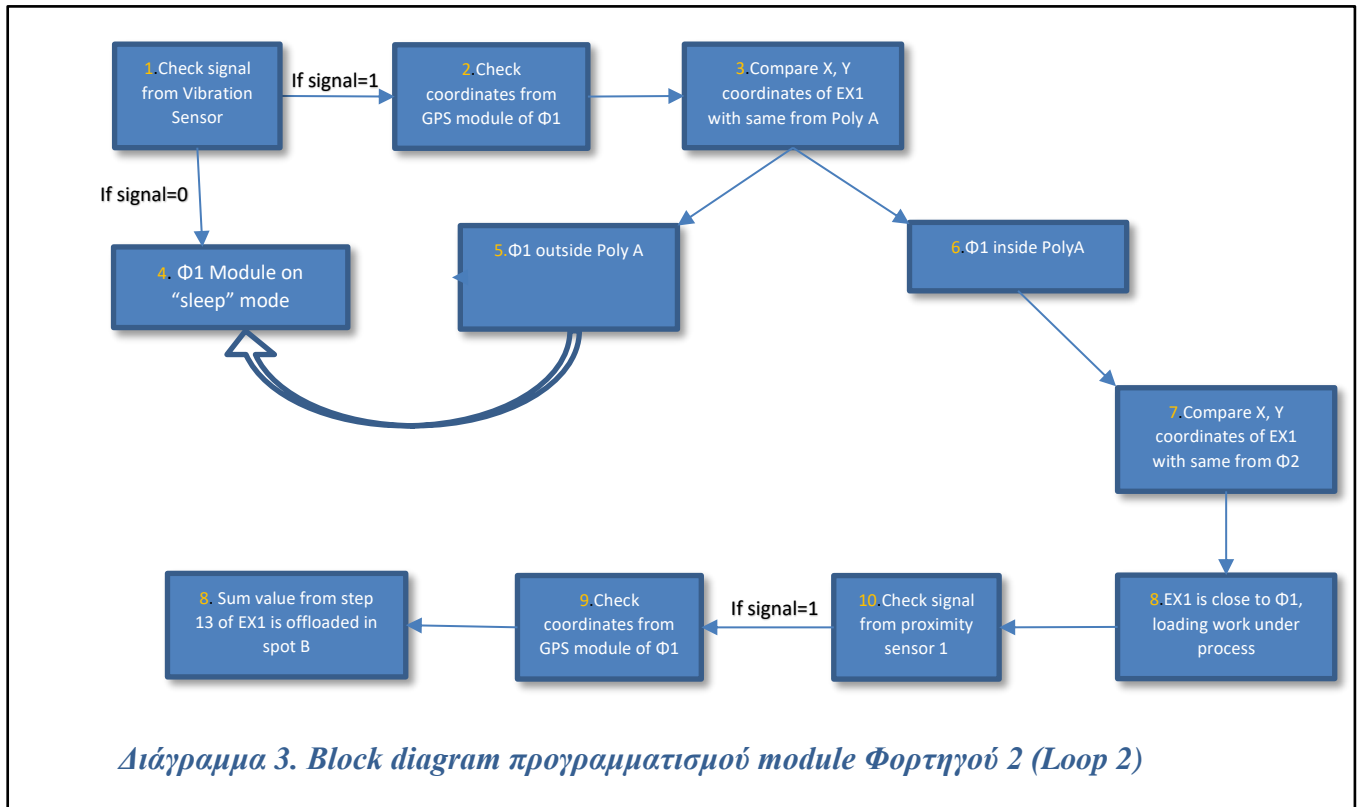 1.Check signal
from Vibration
Sensor
If signal=1
2.Check
coordinates from
GPS module of Φ1
3.Compare X, Y
coordinates of EX1
with same from Poly A
If signal=0
4. Φ1 Module on
“sleep” mode
5.Φ1 outside Poly A
6.Φ1 inside PolyA
7.Compare X, Y
coordinates of EX1
with same from Φ2
8. Sum value from step
13 of EX1 is offloaded in
spot B
9.Check
coordinates from
GPS module of Φ1
If signal=1
10.Check signal
from proximity
sensor 1
8.EX1 is close to Φ1,
loading work under
process
Διάγραμμα 3. Block diagram προγραμματισμού module Φορτηγού 2 (Loop 2)